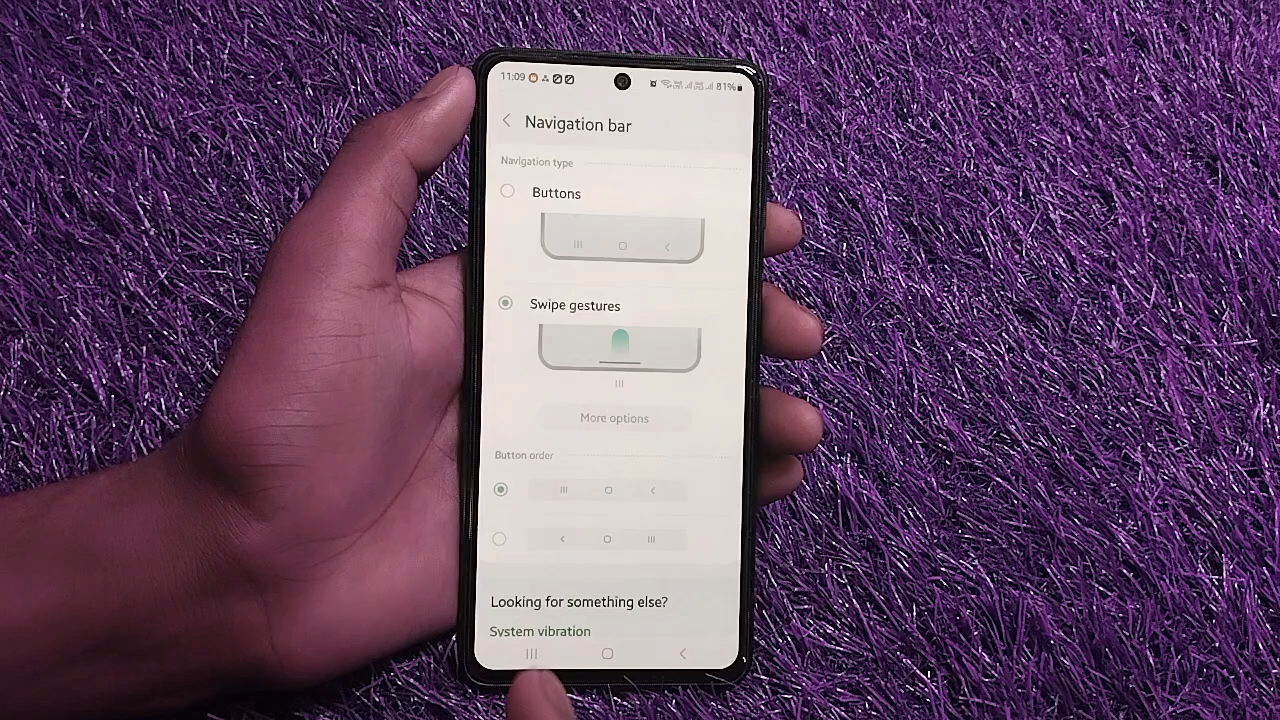 11:09
81%
Navigation bar
Navigation type
Buttons
Swipe gestures
More options
Button order
Looking for something else?
System vibration